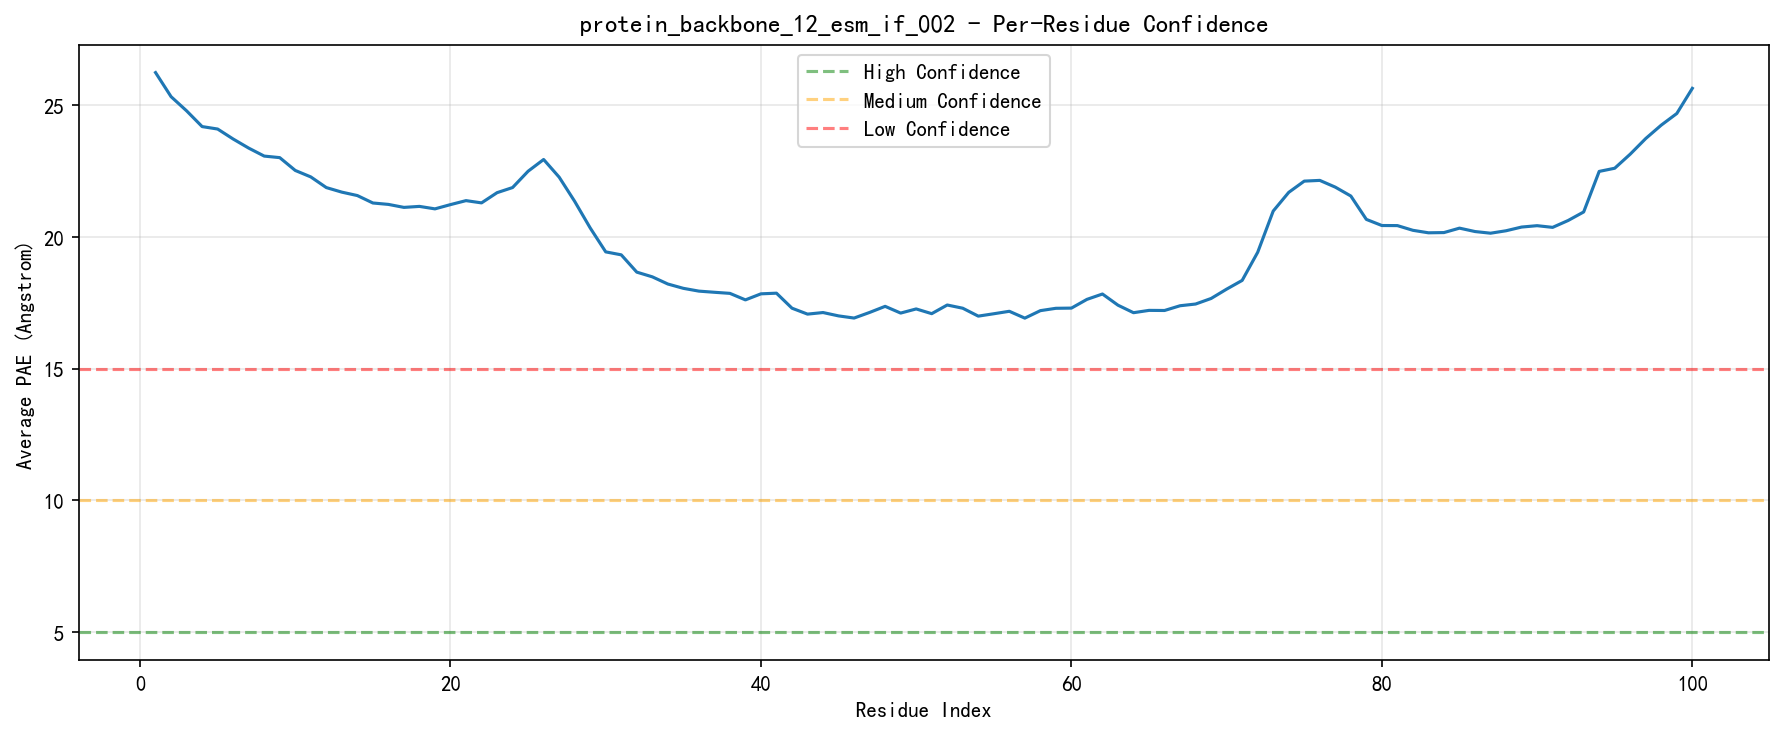 protein_backbone_12_esm_if_002 - Per-Residue Confidence
High Confidence
Medium Confidence
Low Confidence
Average PAE (Angstrom)
25
20
15
10
5
0 20 40 60 80 100
Residue Index